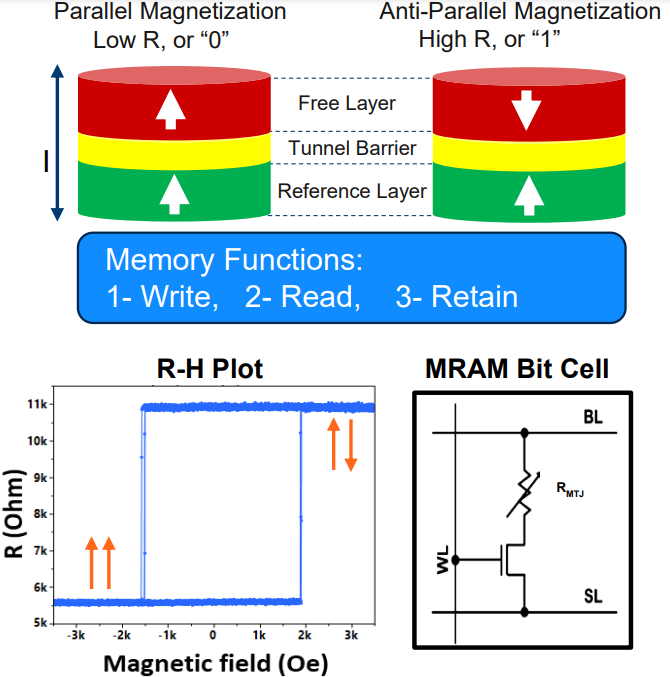 Parallel Magnetization
Low R, or “0”
Anti-Parallel Magnetization
High R, or “1”
I
Free Layer
Tunnel Barrier
Reference Layer
Memory Functions:
1- Write, 2- Read, 3- Retain
R-H Plot
R (Ohm)
11k
10k
9k
8k
7k
6k
5k
-3k -2k -1k 0 1k 2k 3k
Magnetic field (Oe)
MRAM Bit Cell
BL
RMTJ
WL
SL